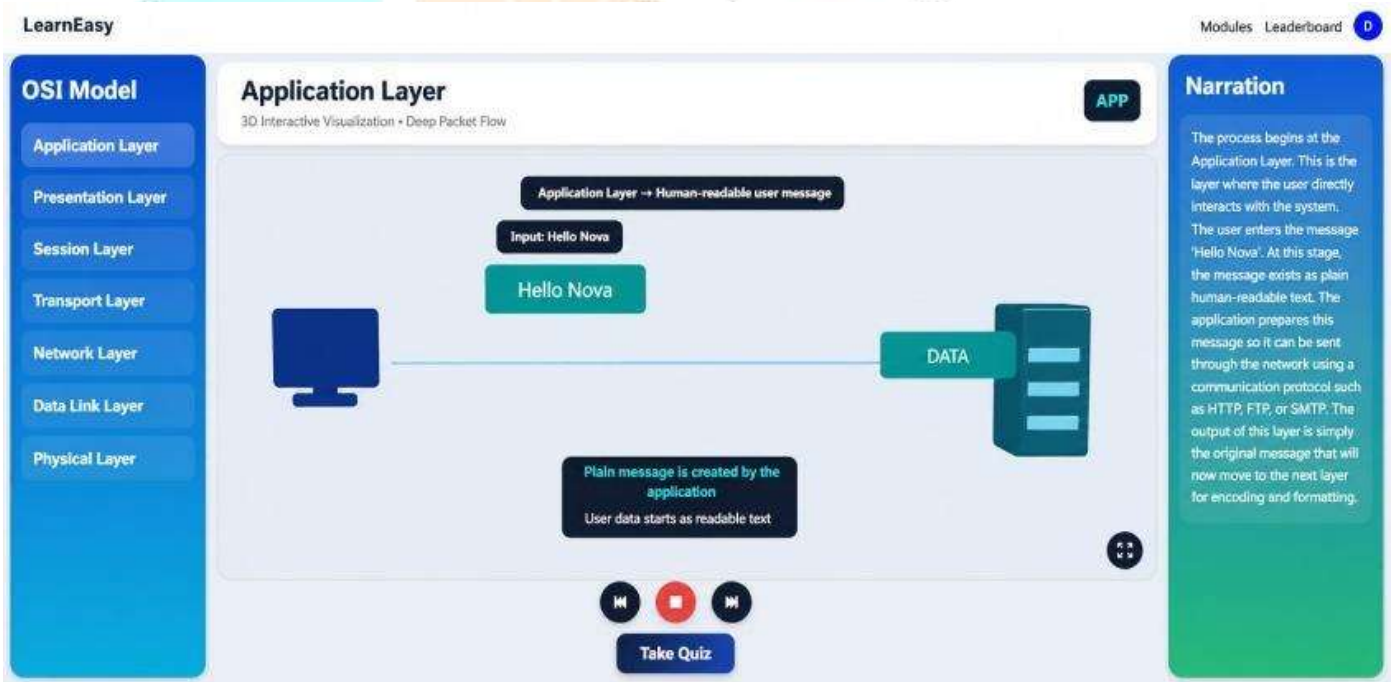 LearnEasy
Modules Leaderboard D
OSI Model
Application Layer
Presentation Layer
Session Layer
Transport Layer
Network Layer
Data Link Layer
Physical Layer
Application Layer
3D Interactive Visualization • Deep Packet Flow
APP
Application Layer → Human-readable user message
Input: Hello Nova
Hello Nova
DATA
Plain message is created by the
application
User data starts as readable text
Take Quiz
Narration
The process begins at the
Application Layer. This is the
layer where the user directly
interacts with the system.
The user enters the message
'Hello Nova'. At this stage,
the message exists as plain
human-readable text. The
application prepares this
message so it can be sent
through the network using a
communication protocol such
as HTTP, FTP, or SMTP. The
output of this layer is simply
the original message that will
now move to the next layer
for encoding and formatting.